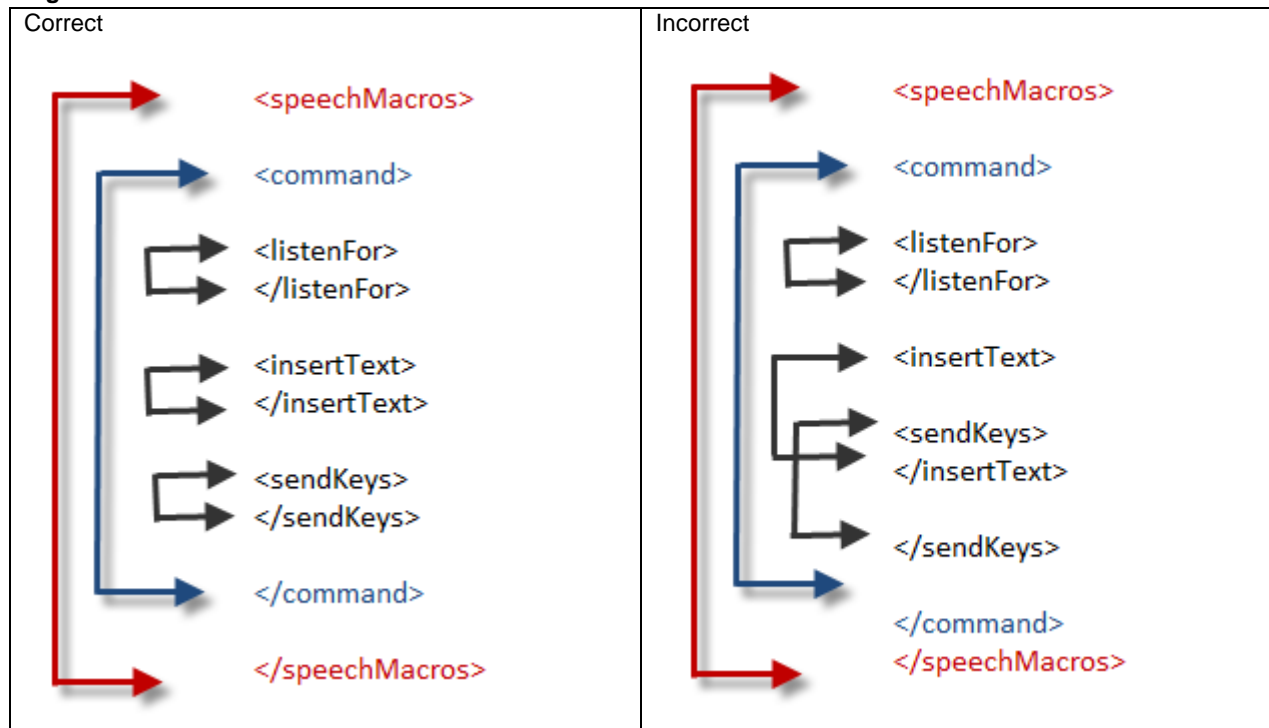 Correct
<speechMacros>
<command>
<listenFor>
</listenFor>
<insertText>
</insertText>
<sendKeys>
</sendKeys>
</command>
</speechMacros>
Incorrect
<speechMacros>
<command>
<listenFor>
</listenFor>
<insertText>
<sendKeys>
</insertText>
</sendKeys>
</command>
</speechMacros>